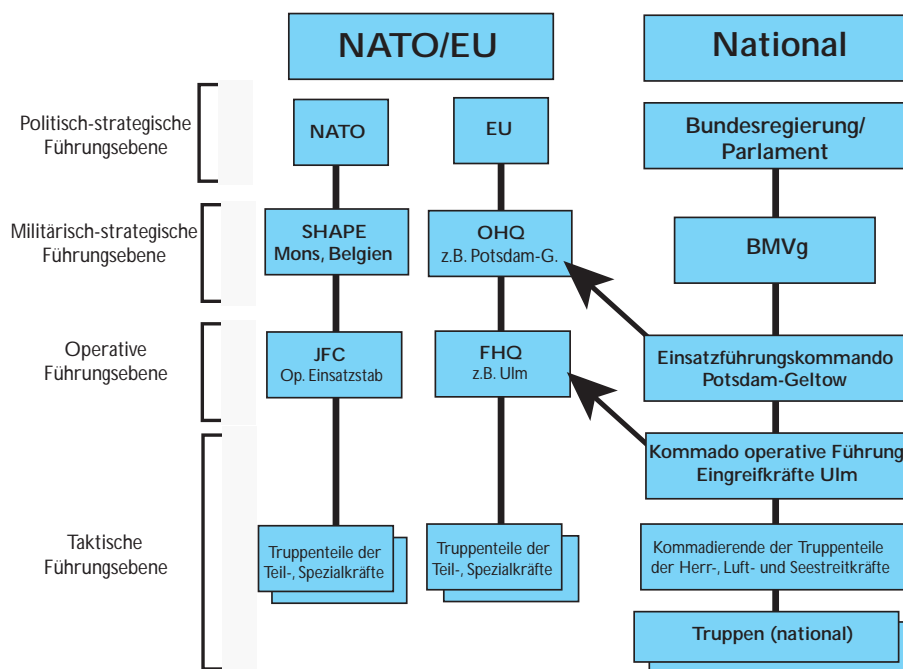 NATO/EU
National
Politisch-strategische
Führungsebene
NATO
EU
Bundesregierung/
Parlament
Militärisch-strategische
Führungsebene
SHAPE
Mons, Belgien
OHQ
z.B. Potsdam-G.
BMVg
Operative
Führungsebene
JFC
Op. Einsatzstab
FHQ
z.B. Ulm
Einsatzführungskommando
Potsdam-Geltow
Kommado operative Führung
Eingreifkräfte Ulm
Taktische
Führungsebene
Truppenteile der
Teil-, Spezialkräfte
Truppenteile der
Teil-, Spezialkräfte
Kommadierende der Truppenteile
der Herr-, Luft- und Seestreitkräfte
Truppen (national)